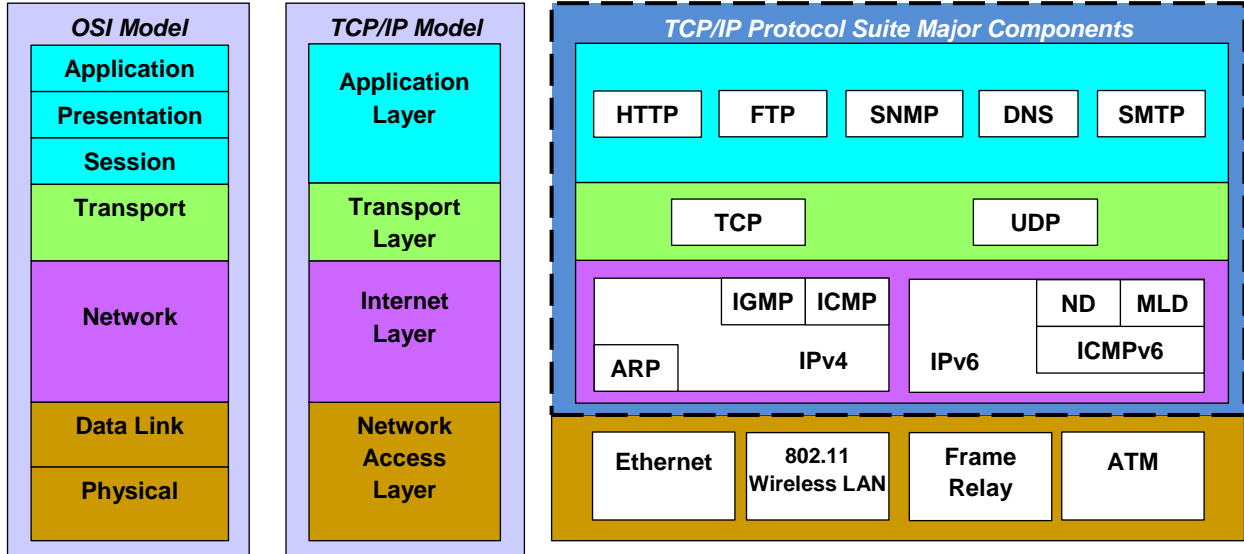 OSI Model
Application
Presentation
Session
Transport
Network
Data Link
Physical
TCP/IP Model
Application
Layer
Transport
Layer
Internet
Layer
Network
Access
Layer
TCP/IP Protocol Suite Major Components
HTTP
FTP
SNMP
DNS
SMTP
TCP
UDP
IGMP
ICMP
ARP
IPv4
IPv6
ND
MLD
ICMPv6
Ethernet
802.11
Wireless LAN
Frame
Relay
ATM